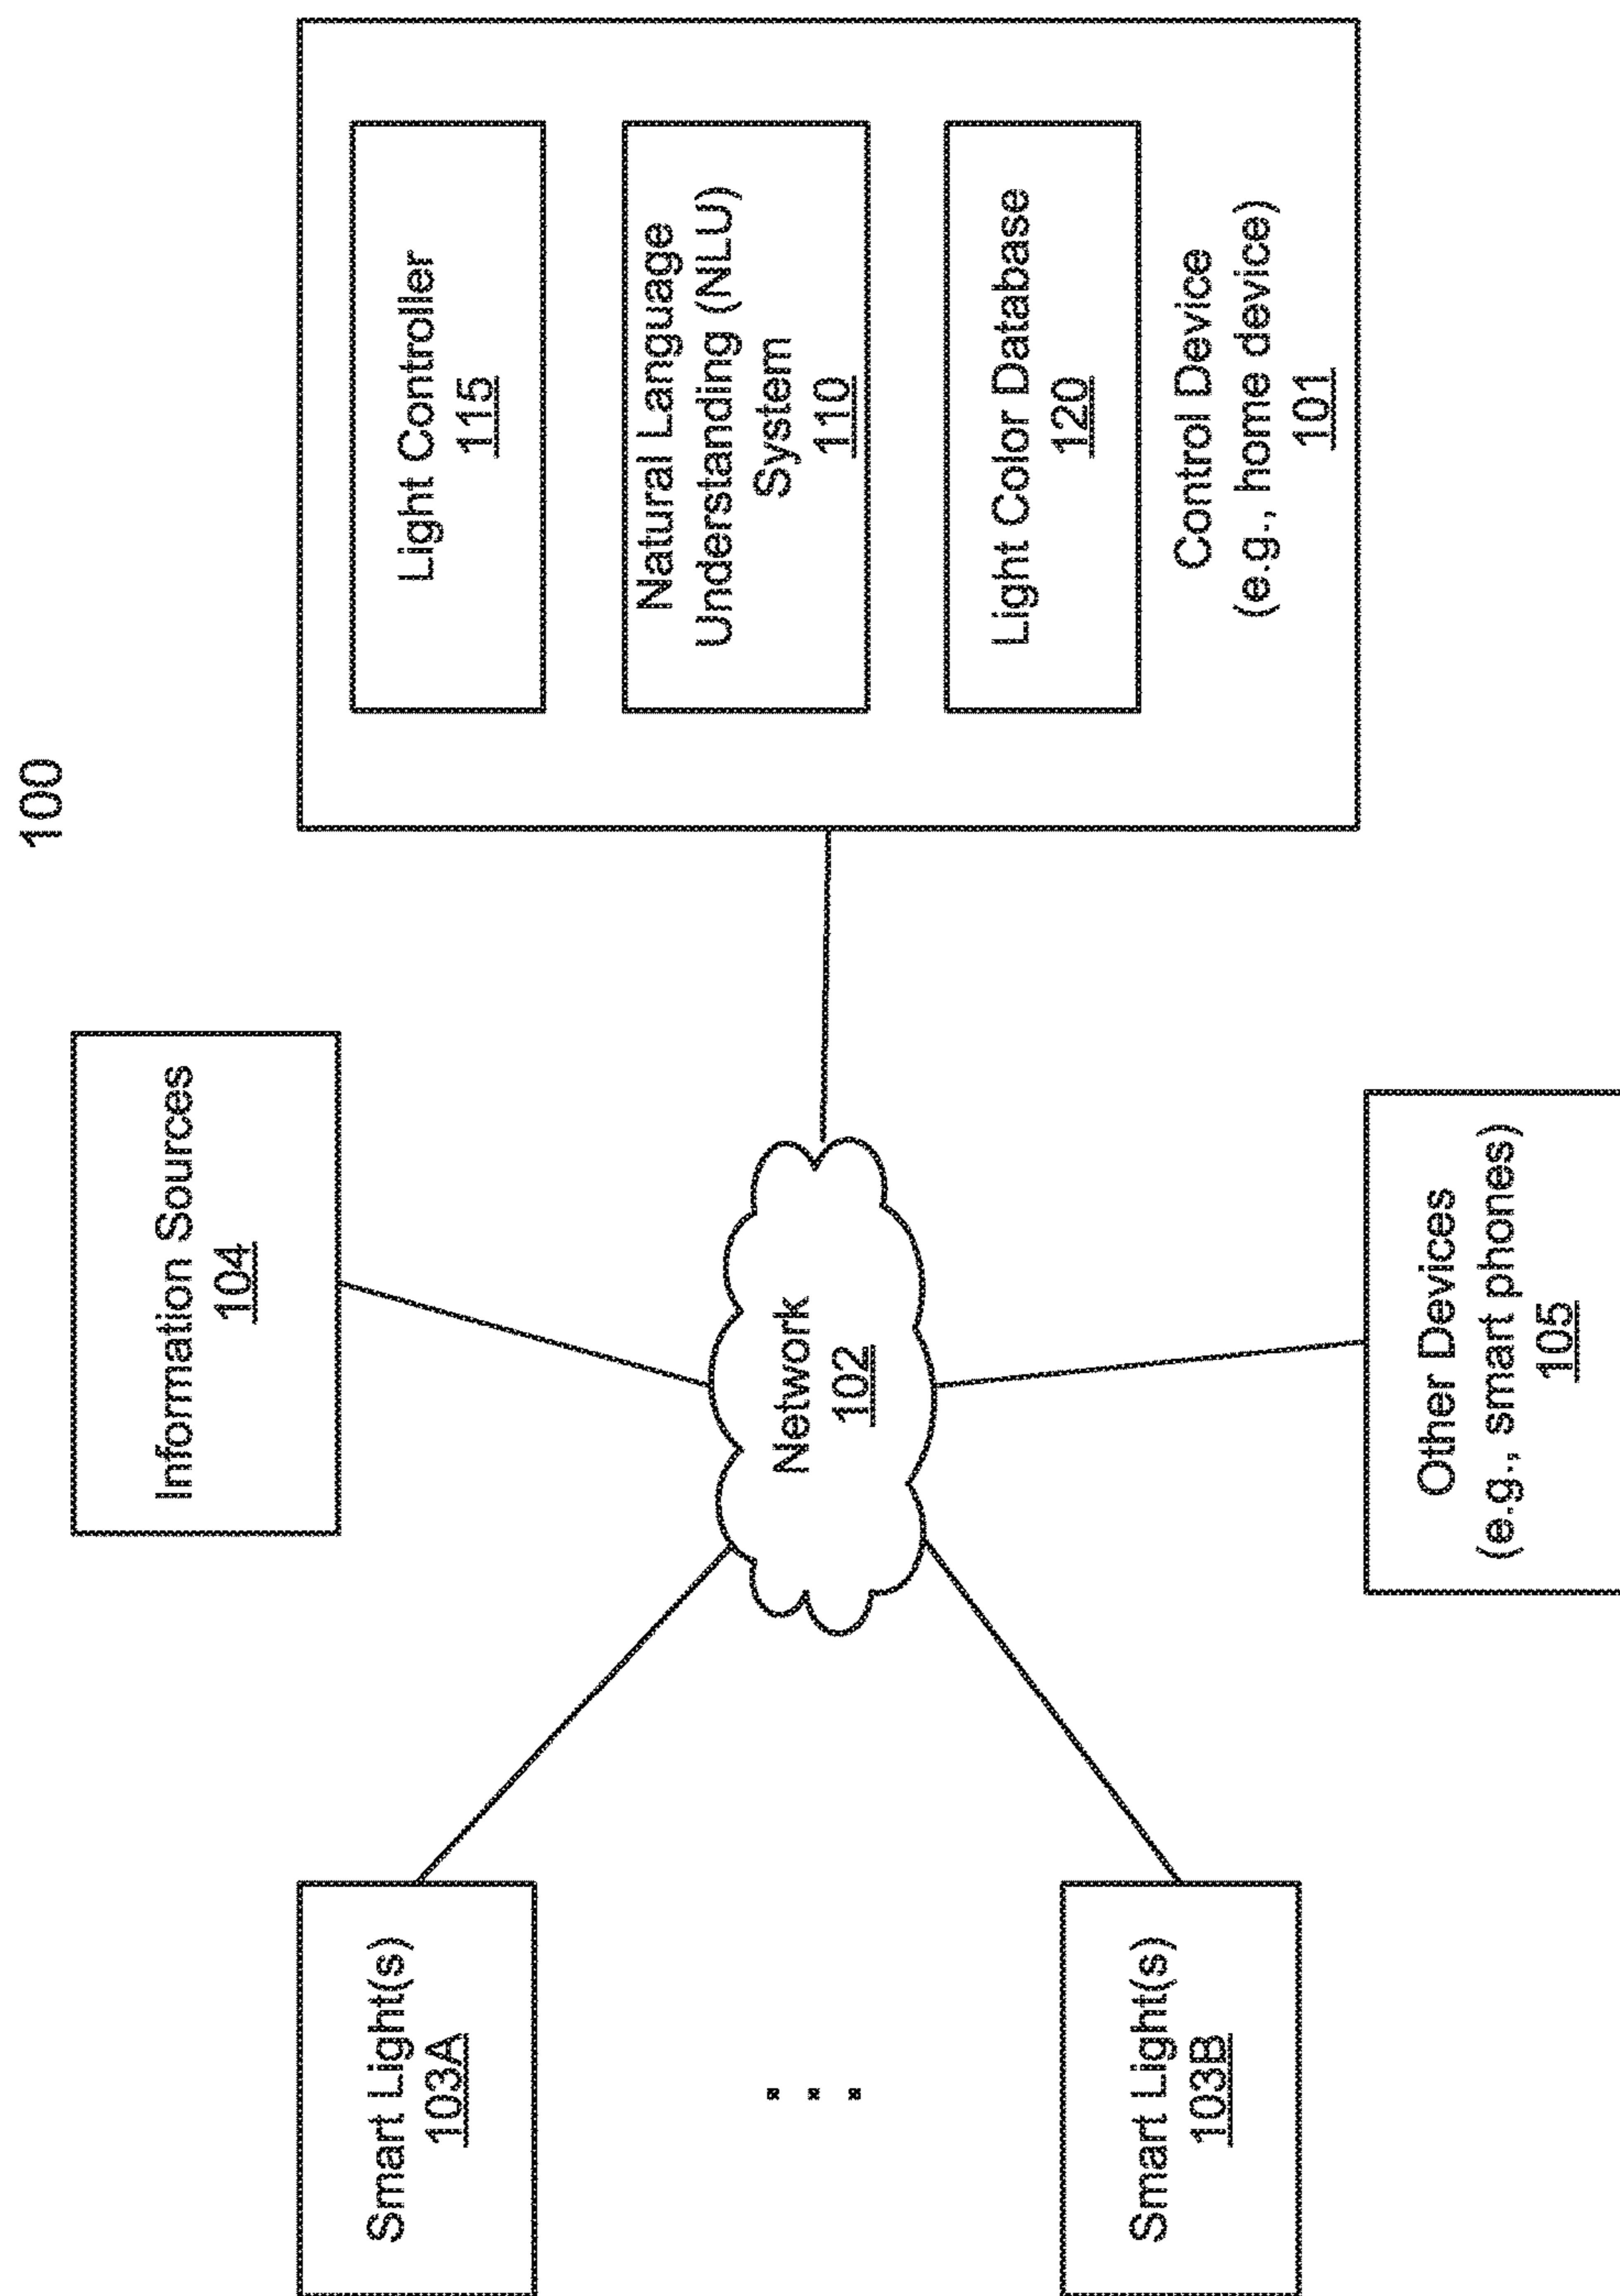 100
Information Sources
104
Smart Light(s)
103A
Light Controller
115
Natural Language
Understanding (NLU)
System
110
Network
102
Light Color Database
120
Control Device
(e.g., home device)
101
Smart Light(s)
103B
Other Devices
(e.g., smart phones)
105